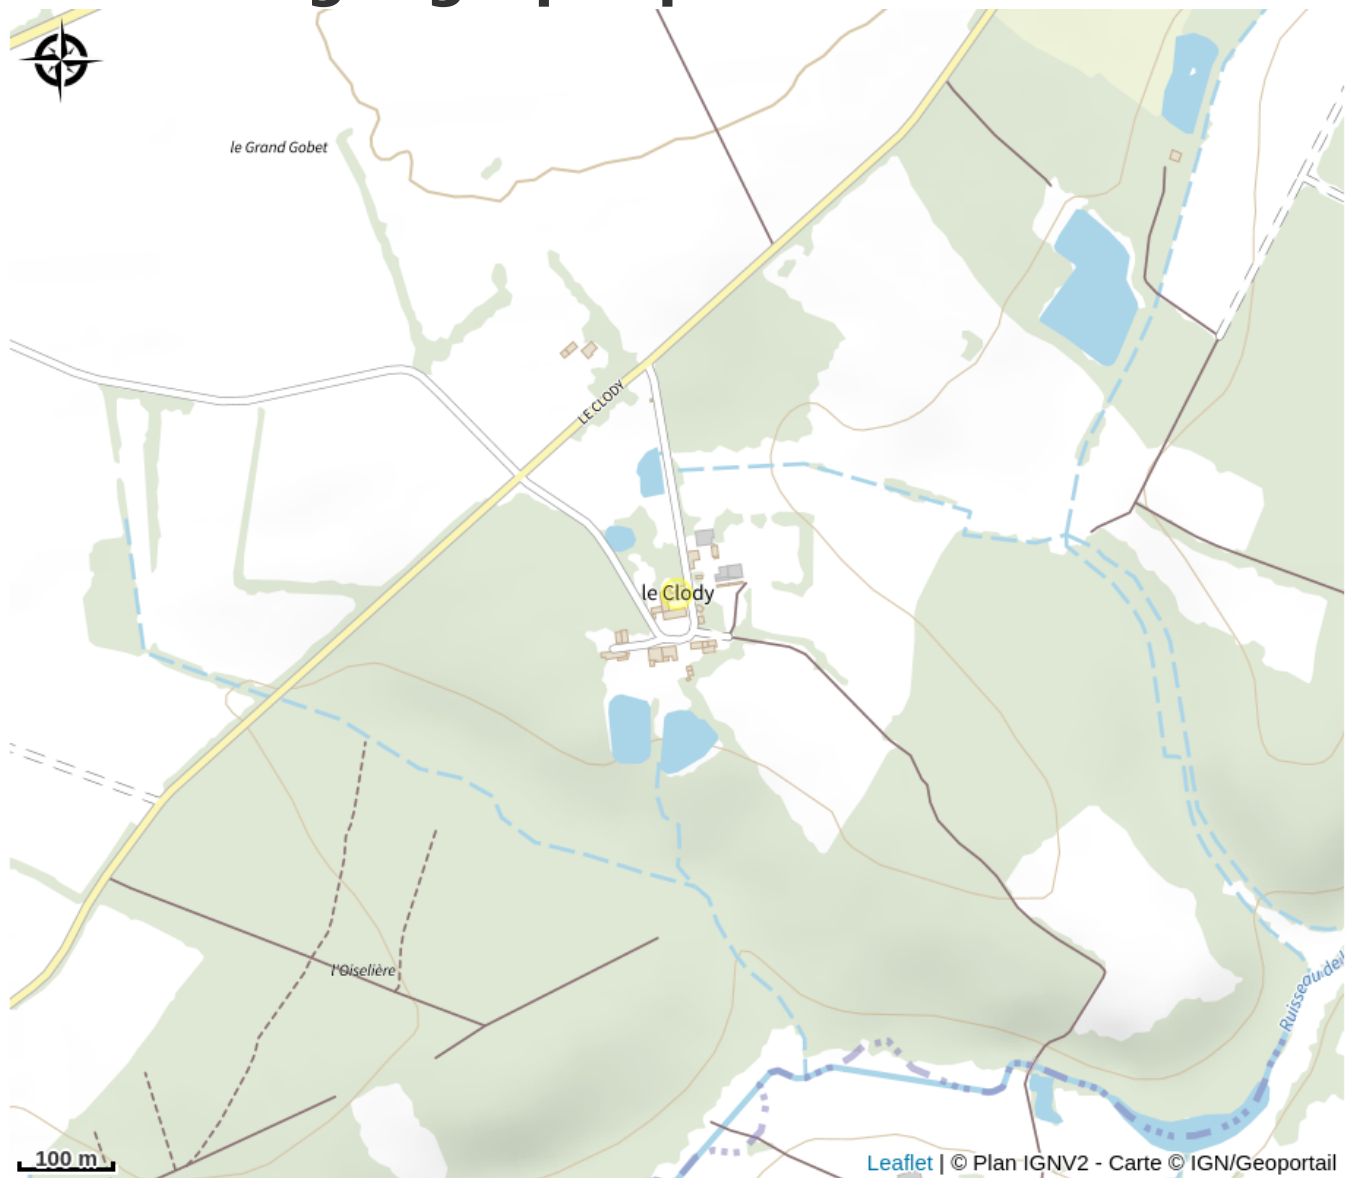 le Grand Gobet
LE CLODY
le Clody
l'Oiselière
Ruisseau de
100 m
Leaflet | © Plan IGNV2 - Carte © IGN/Geoportail